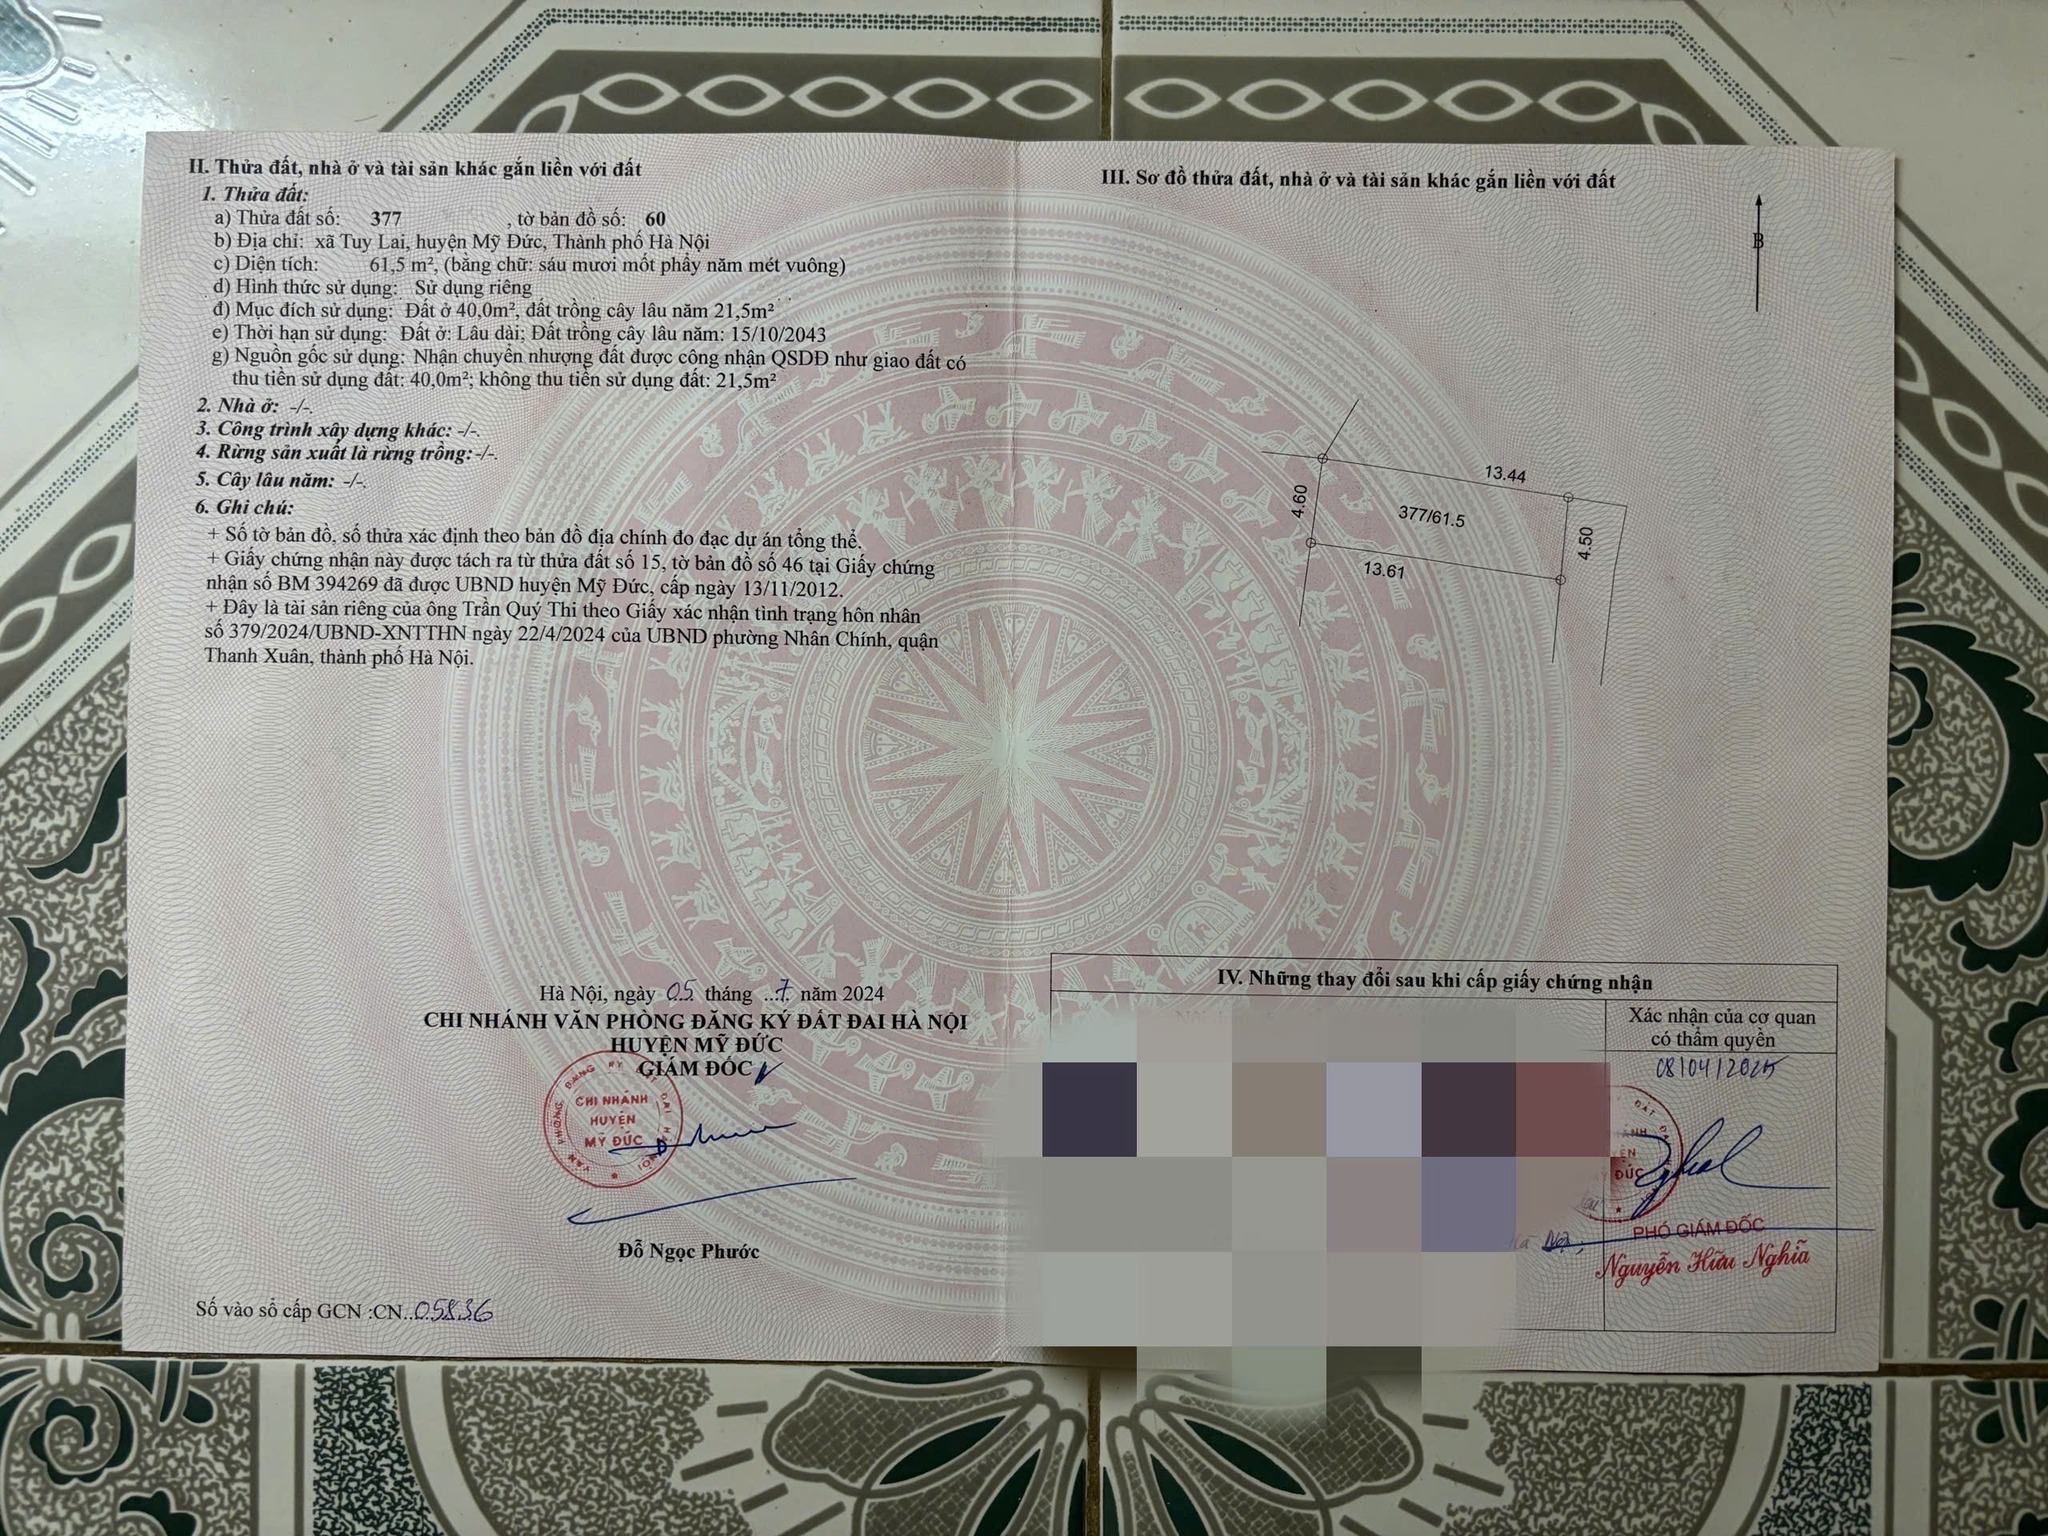 II. Thửa đất, nhà ở và tài sản khác gắn liền với đất
1. Thửa đất:
a) Thửa đất số: 377 , tờ bản đồ số: 60
b) Địa chỉ: xã Tuy Lai, huyện Mỹ Đức, Thành phố Hà Nội
c) Diện tích: 61,5 m², (bằng chữ: sáu mươi mốt phẩy năm mét vuông)
d) Hình thức sử dụng: Sử dụng riêng
đ) Mục đích sử dụng: Đất ở 40,0m², đất trồng cây lâu năm 21,5m²
e) Thời hạn sử dụng: Đất ở: Lâu dài; Đất trồng cây lâu năm: 15/10/2043
g) Nguồn gốc sử dụng: Nhận chuyển nhượng đất được công nhận QSDĐ như giao đất có
thu tiền sử dụng đất: 40,0m²; không thu tiền sử dụng đất: 21,5m²
2. Nhà ở: -/-.
3. Công trình xây dựng khác: -/-.
4. Rừng sản xuất là rừng trồng:-/-.
5. Cây lâu năm: -/-.
6. Ghi chú:
+ Số tờ bản đồ, số thửa xác định theo bản đồ địa chính đo đạc dự án tổng thể.
+ Giấy chứng nhận này được tách ra từ thửa đất số 15, tờ bản đồ số 46 tại Giấy chứng
nhận số BM 394269 đã được UBND huyện Mỹ Đức, cấp ngày 13/11/2012.
+ Đây là tài sản riêng của ông Trần Quý Thi theo Giấy xác nhận tình trạng hôn nhân
số 379/2024/UBND-XNTTHN ngày 22/4/2024 của UBND phường Nhân Chính, quận
Thanh Xuân, thành phố Hà Nội.
Hà Nội, ngày 05 tháng ..7. năm 2024
CHI NHÁNH VĂN PHÒNG ĐĂNG KÝ ĐẤT ĐAI HÀ NỘI
HUYỆN MỸ ĐỨC
GIÁM ĐỐC
VĂN PHÒNG ĐĂNG KÝ ĐẤT ĐAI HÀ NỘI
CHI NHÁNH
HUYỆN
MỸ ĐỨC
Đỗ Ngọc Phước
Số vào sổ cấp GCN :CN..05836
III. Sơ đồ thửa đất, nhà ở và tài sản khác gắn liền với đất
B
13.44
4.60
377/61.5
4.50
13.61
IV. Những thay đổi sau khi cấp giấy chứng nhận
Xác nhận của cơ quan
có thẩm quyền
08/04/2025
ĐỨC
PHÓ GIÁM ĐỐC
Nguyễn Hữu Nghĩa